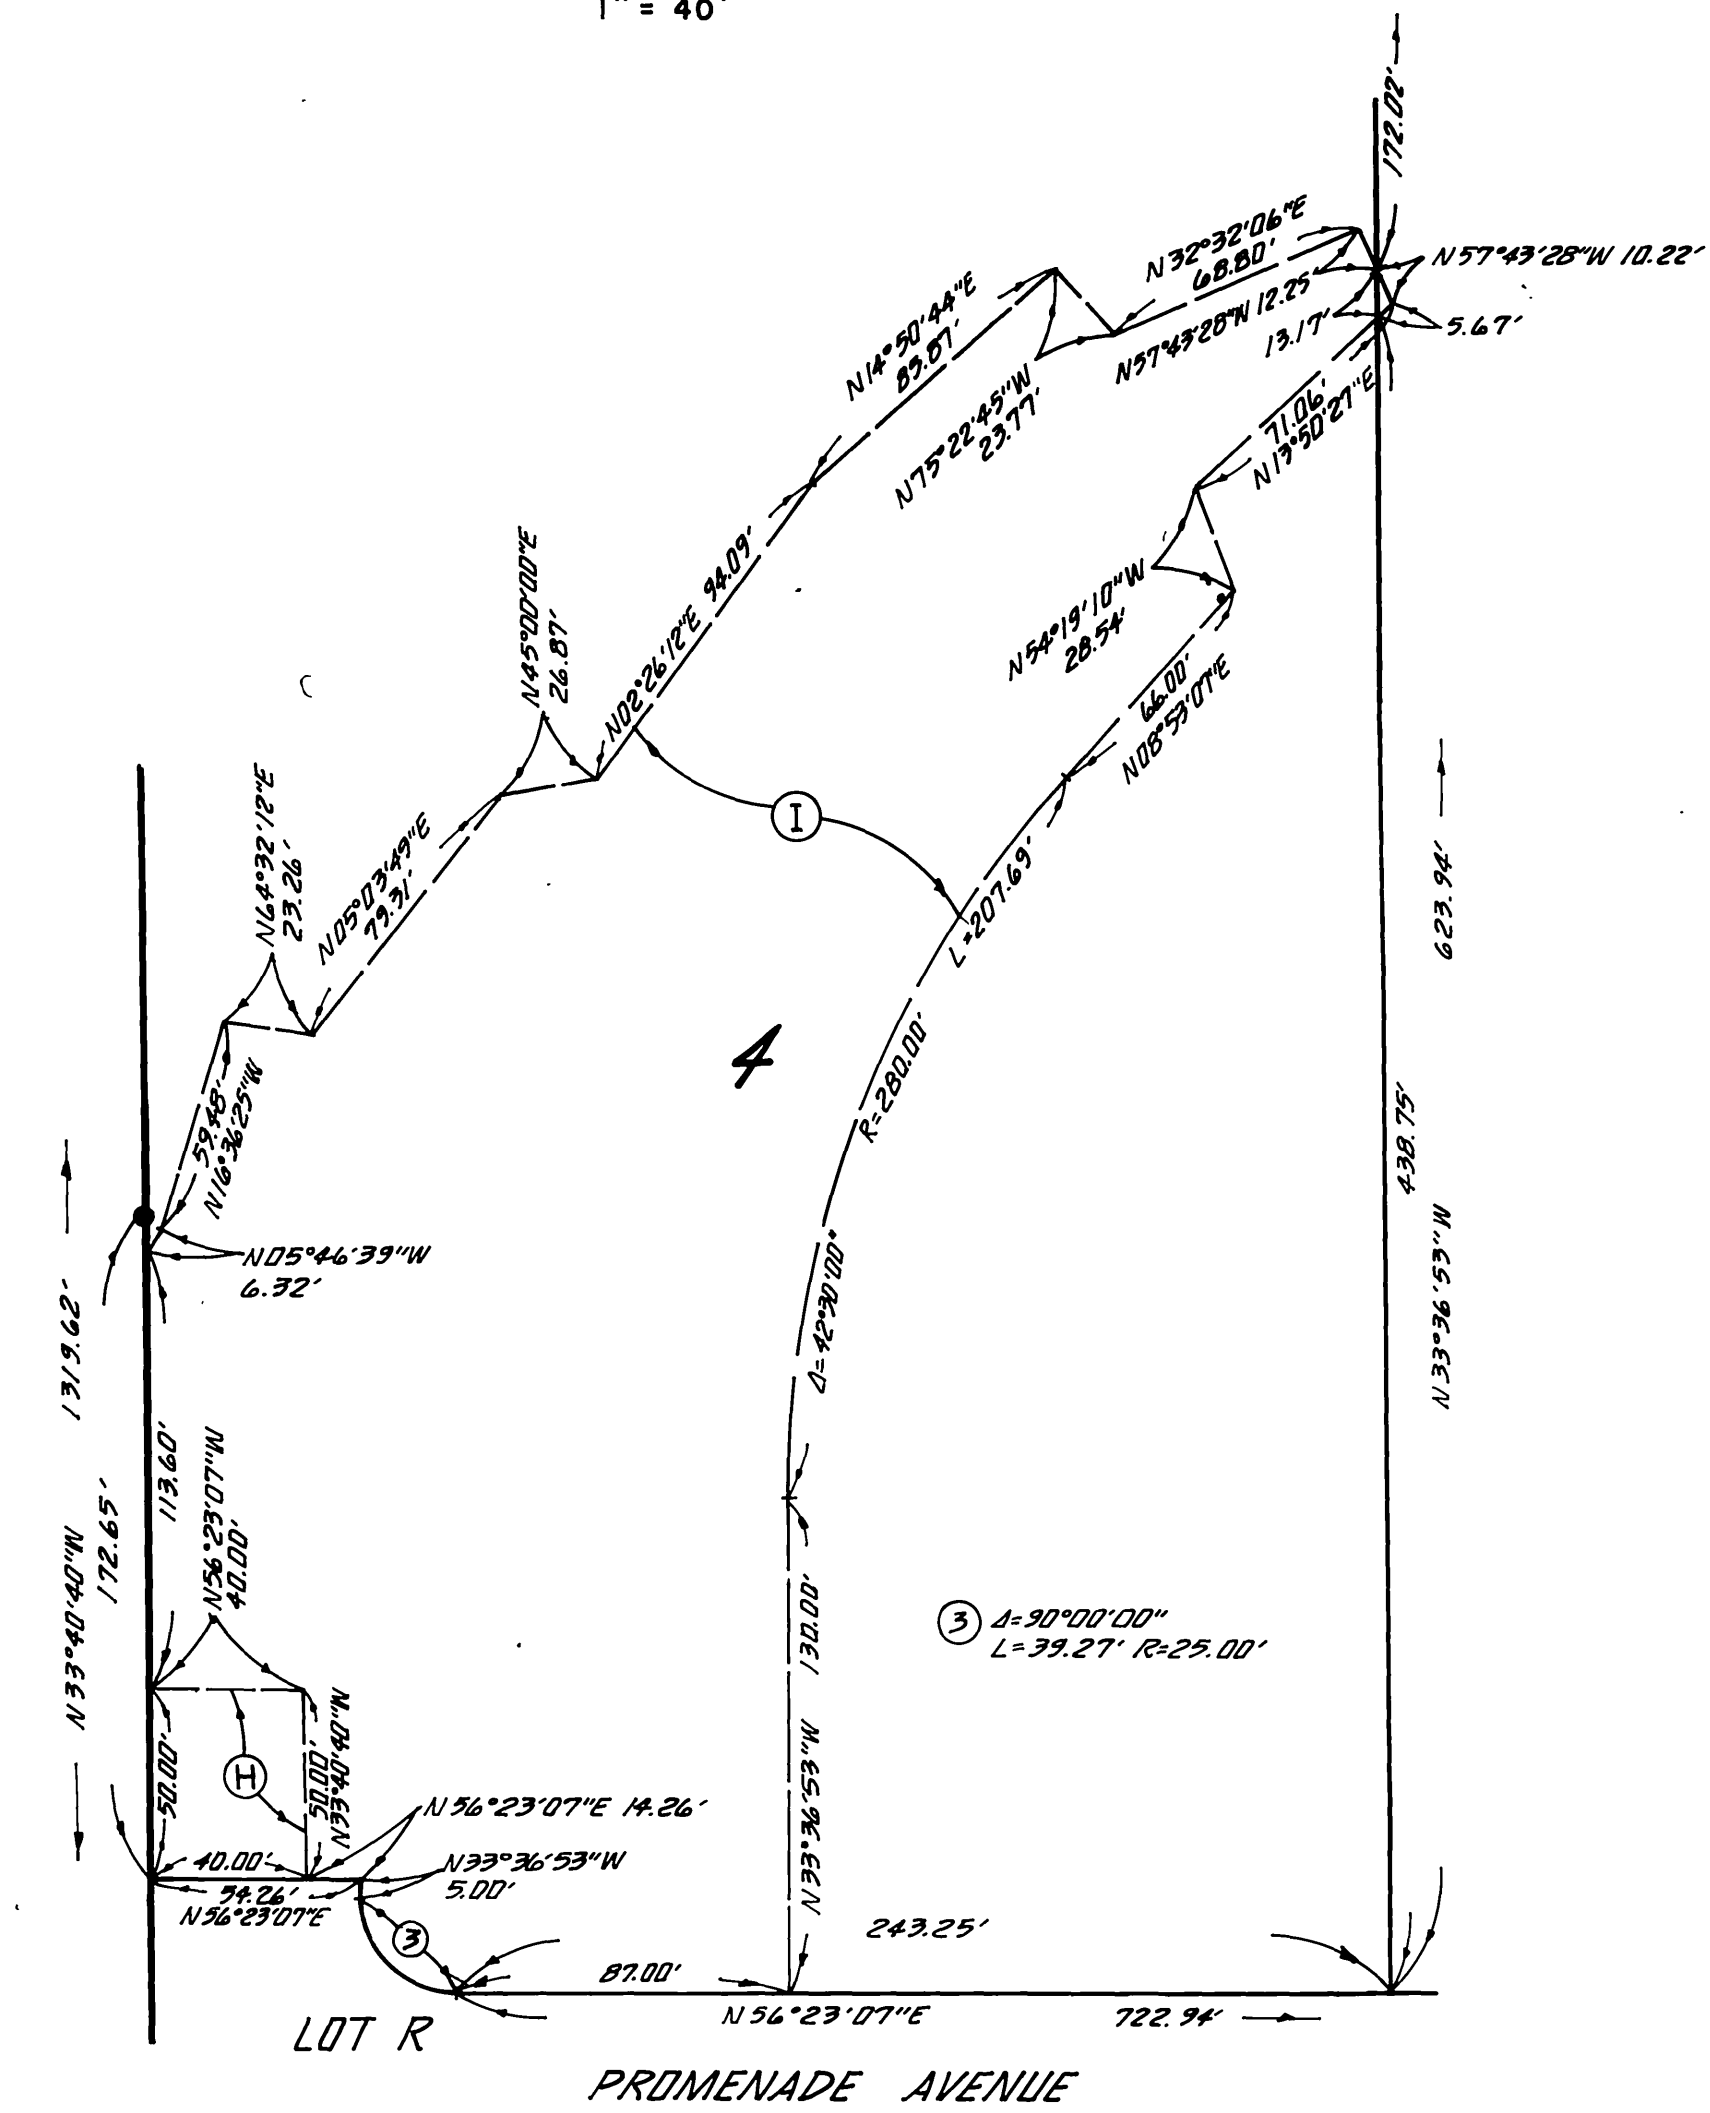 1" = 40'
172.02'
N32°32'06"E
68.80'
N57°43'28"W 10.22'
N14°50'44"E
83.87'
N57°43'28"W 12.25'
13.17'
5.67'
N75°22'45"W
23.77'
71.06'
N13°50'27"E
N45°00'00"E
26.87'
N02°26'12"E 94.09'
N54°19'10"W
28.54'
66.00'
N08°53'07"E
I
N64°32'12"E
23.26'
N05°03'49"E
79.31'
L=207.69'
623.94'
4
R=280.00'
59.48'
N16°36'25"W
438.75'
N05°46'39"W
6.32'
N33°36'53"W
1319.62'
Δ=42°30'00"
113.60'
N56°23'07"W
40.00'
172.65'
N33°40'40"W
130.00'
3 Δ=90°00'00"
L=39.27' R=25.00'
50.00'
H
50.00'
N33°40'40"W
N56°23'07"E 14.26'
N33°36'53"W
40.00'
N33°36'53"W
5.00'
54.26'
N56°23'07"E
3
243.25'
87.00'
N56°23'07"E 722.94'
LOT R
PROMENADE AVENUE